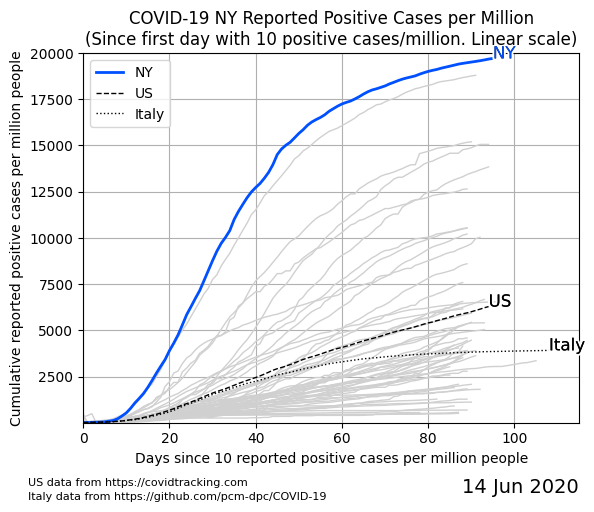 COVID-19 NY Reported Positive Cases per Million
(Since first day with 10 positive cases/million. Linear scale)
Cumulative reported positive cases per million people
20000
17500
15000
12500
10000
7500
5000
2500
NY
US
Italy
NY
US
Italy
0
20
40
60
80
100
Days since 10 reported positive cases per million people
US data from https://covidtracking.com
Italy data from https://github.com/pcm-dpc/COVID-19
14 Jun 2020